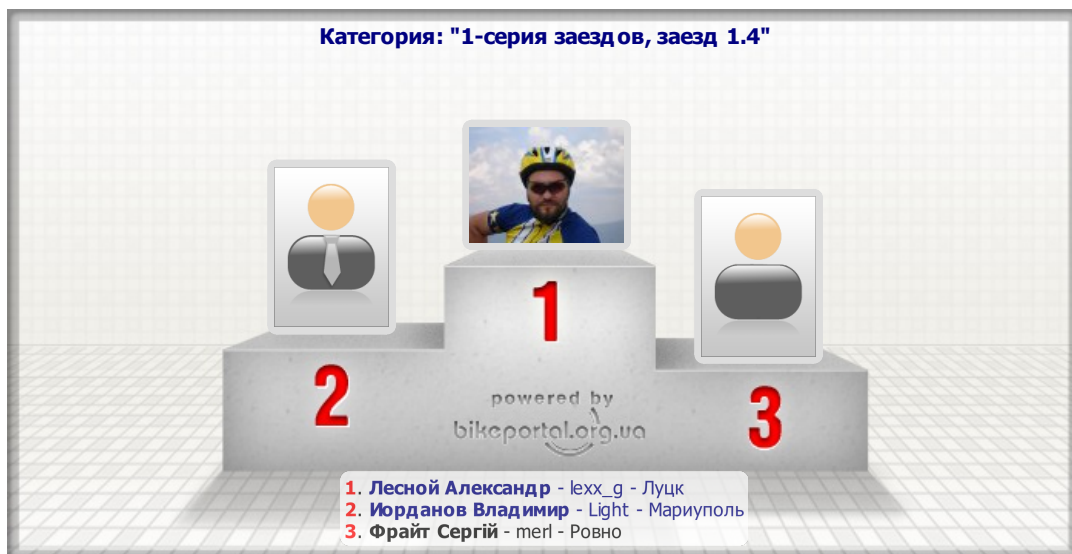 Категория: "1-серия заездов, заезд 1.4"
1
2
3
powered by
bikeportal.org.ua
1. Лесной Александр - lexx_g - Луцк
2. Иорданов Владимир - Light - Мариуполь
3. Фрайт Сергій - merl - Ровно